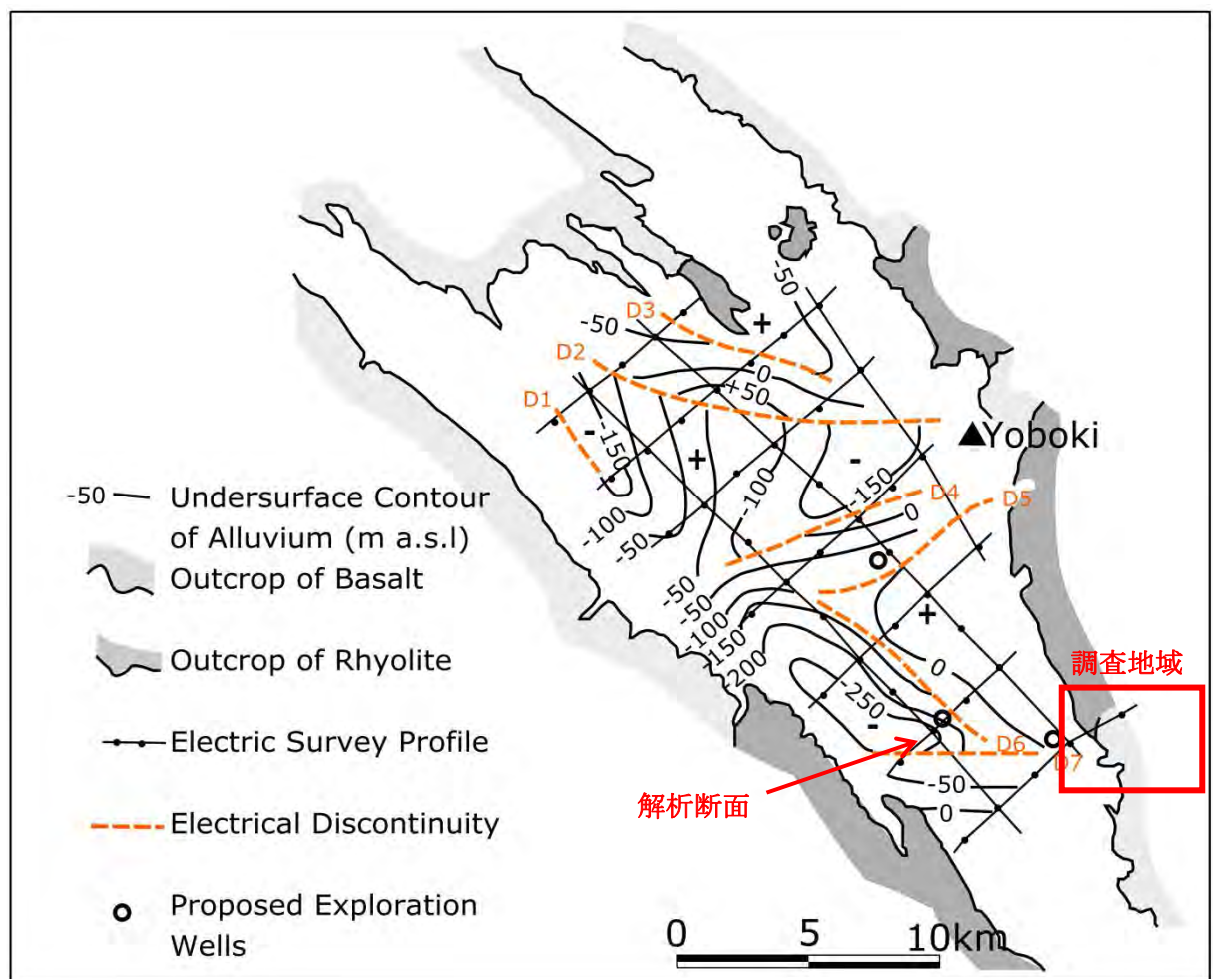 -50
D3
-50
+
D2
0
+50
D1
-
-150
+
-100
-
-150
▲Yoboki
D4
0
D5
-100
-50
-50
-50
-100
-150
-200
+
0
-250
-
D6
D7
-50
0
調査地域
解析断面
-50 Undersurface Contour
of Alluvium (m a.s.l)
Outcrop of Basalt
Outcrop of Rhyolite
Electric Survey Profile
Electrical Discontinuity
Proposed Exploration
Wells
0 5 10km